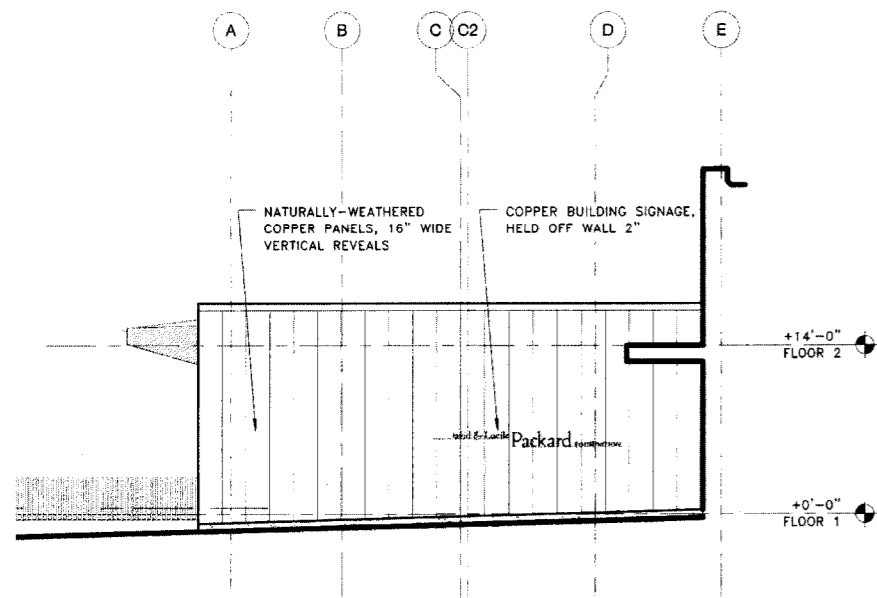 A
B
C
C2
D
E
NATURALLY-WEATHERED
COPPER PANELS, 16" WIDE
VERTICAL REVEALS
COPPER BUILDING SIGNAGE,
HELD OFF WALL 2"
+14'-0"
FLOOR 2
& Lucile Packard
+0'-0"
FLOOR 1